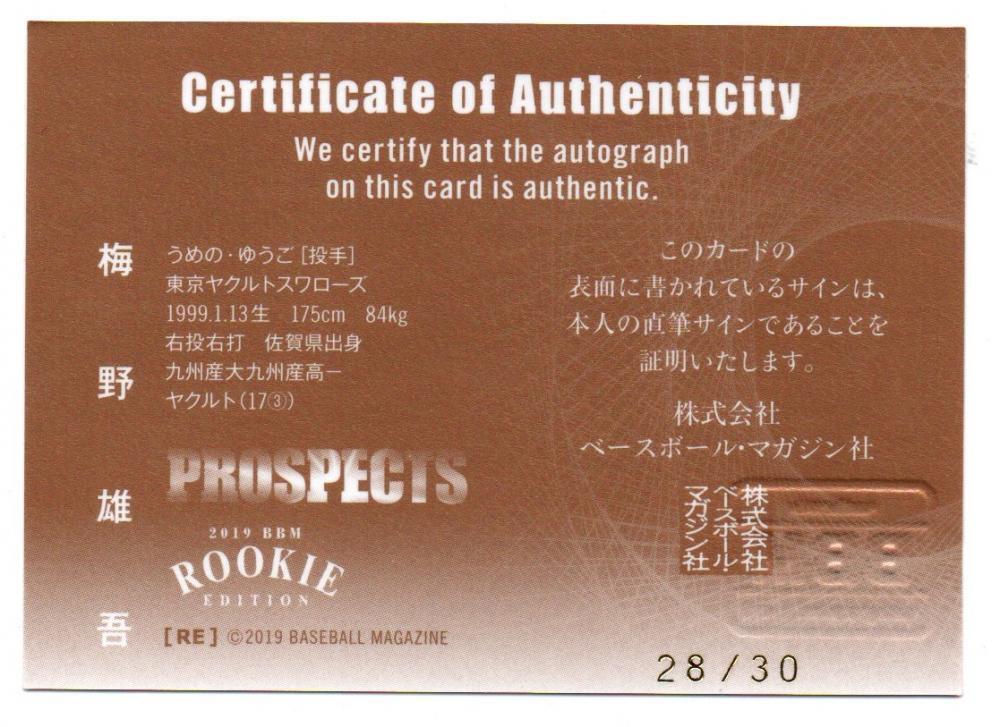 Certificate of Authenticity
We certify that the autograph
on this card is authentic.
梅野雄吾
うめの・ゆうご [投手]
東京ヤクルトスワローズ
1999.1.13生 175cm 84kg
右投右打 佐賀県出身
九州産大九州産高ー
ヤクルト(17③)
このカードの
表面に書かれているサインは、
本人の直筆サインであることを
証明いたします。
株式会社
ベースボール・マガジン社
株式会社
ベースボール・
マガジン社
PROSPECTS
2019 BBM
ROOKIE
EDITION
[RE] ©2019 BASEBALL MAGAZINE
28/30